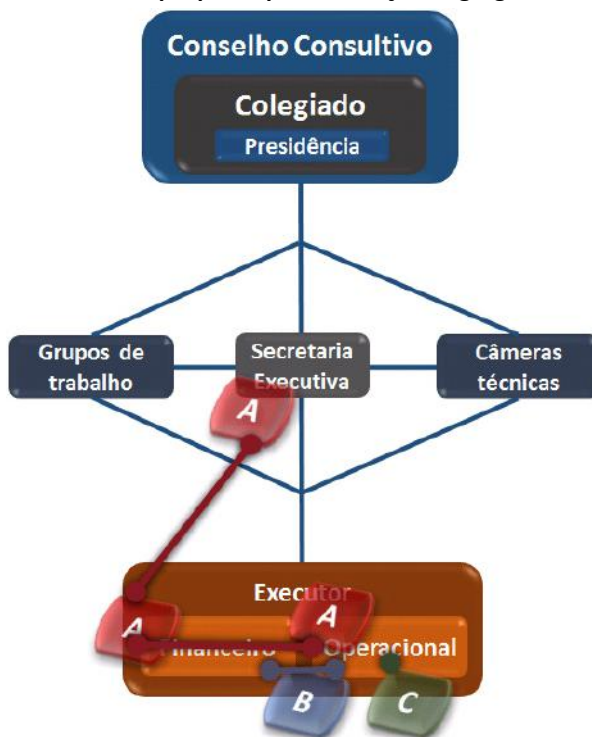 Conselho Consultivo
Colegiado
Presidência
Grupos de
trabalho
Secretaria
Executiva
Câmeras
técnicas
A
Executor
A
A
Financeiro
Operacional
B
C